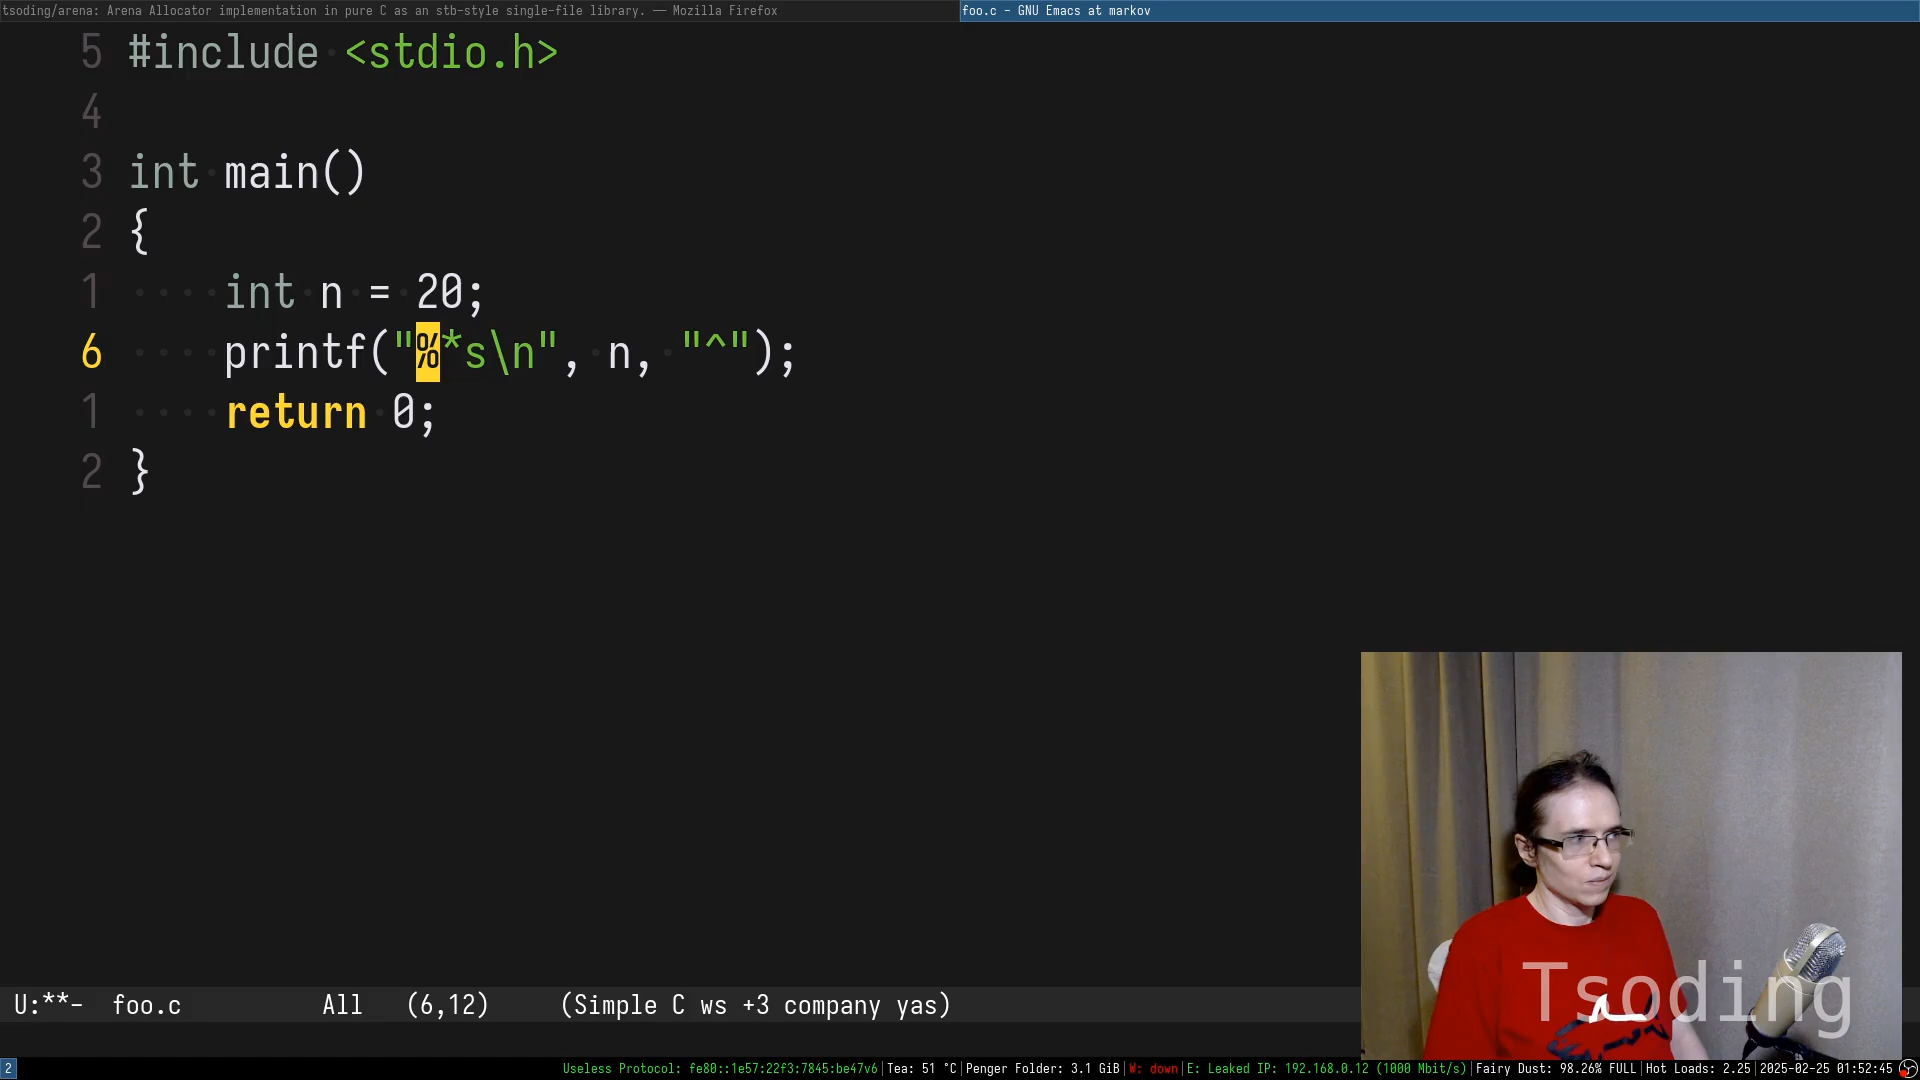 tsoding/arena: Arena Allocator implementation in pure C as an stb-style single-file library. — Mozilla Firefox
foo.c - GNU Emacs at markov
5 #include <stdio.h>
4
3 int main()
2 {
1     int n = 20;
6     printf("%*s\n", n, "^");
1     return 0;
2 }
U:**-  foo.c          All   (6,12)     (Simple C ws +3 company yas)
Tsoding
2
Useless Protocol: fe80::1e57:22f3:7845:be47v6|Tea: 51 °C|Penger Folder: 3.1 GiB|W: down|E: Leaked IP: 192.168.0.12 (1000 Mbit/s)|Fairy Dust: 98.26% FULL|Hot Loads: 2.25|2025-02-25 01:52:45